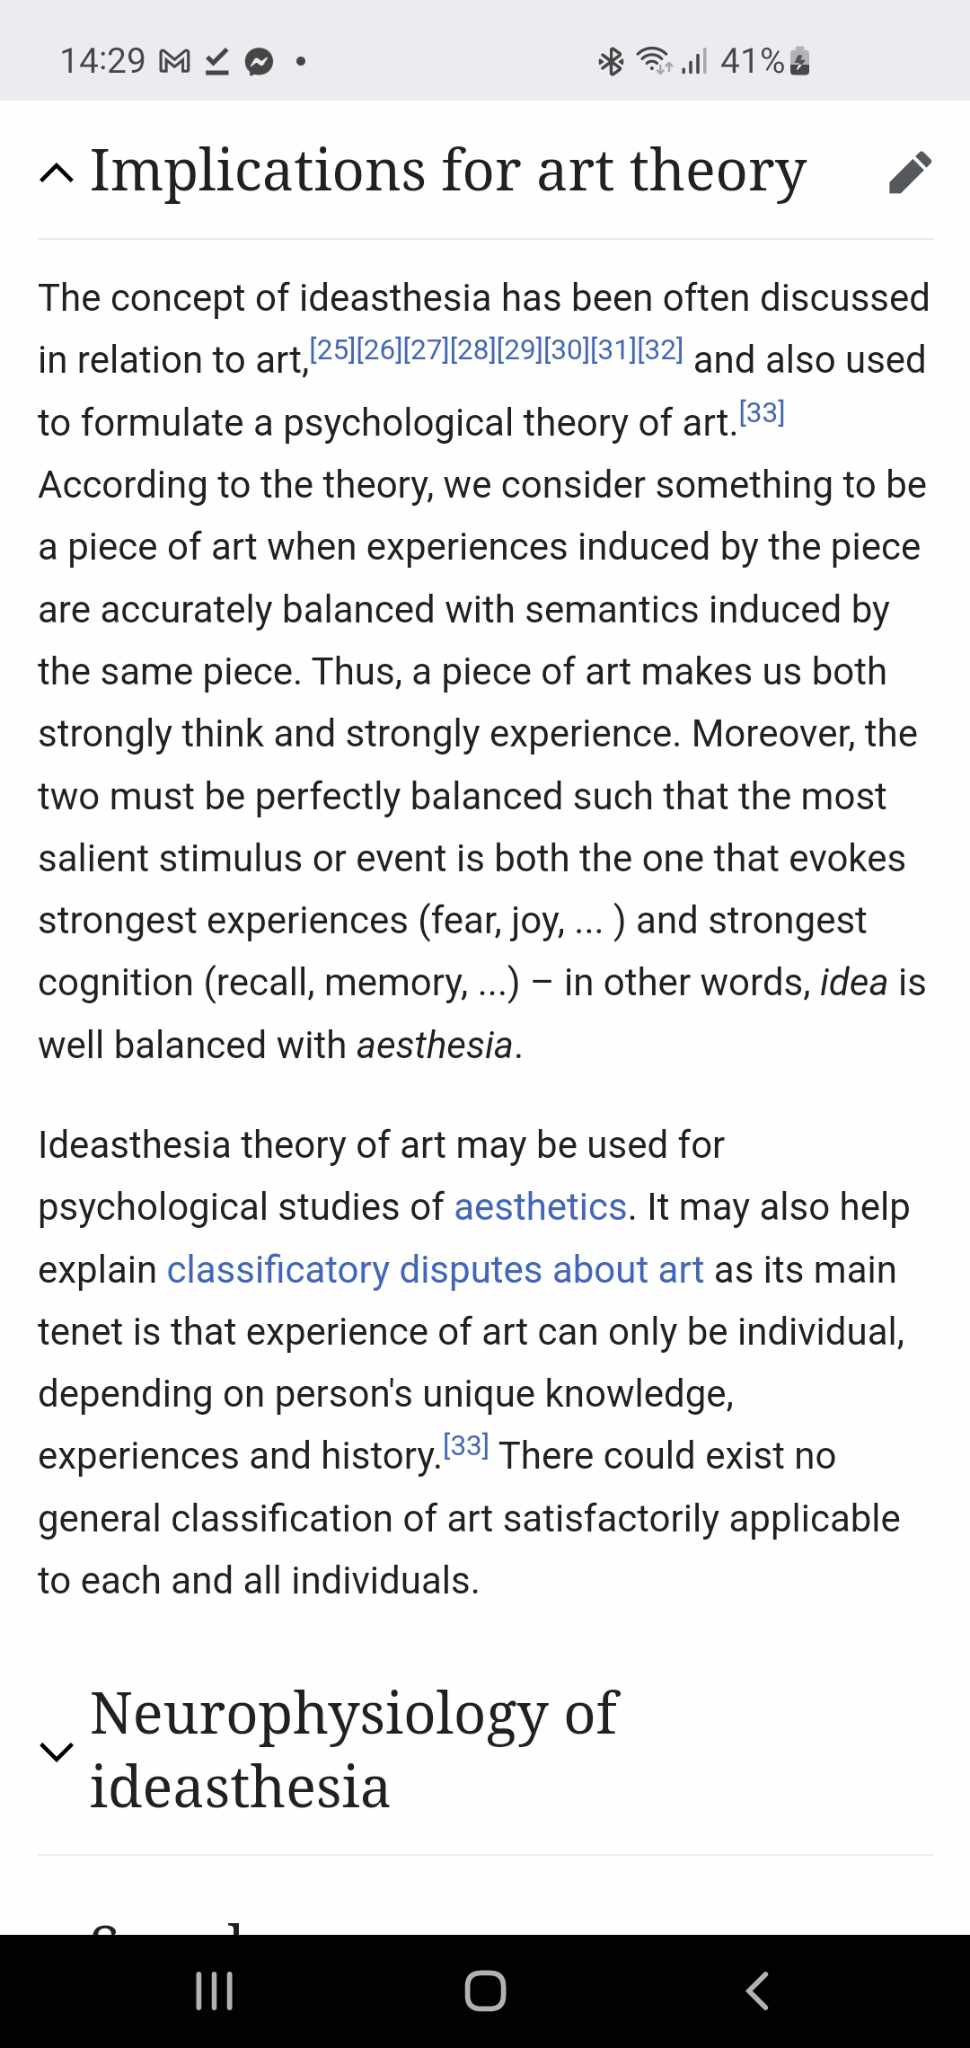 14:29
41%
Implications for art theory
The concept of ideasthesia has been often discussed
in relation to art,[25][26][27][28][29][30][31][32] and also used
to formulate a psychological theory of art.[33]
According to the theory, we consider something to be
a piece of art when experiences induced by the piece
are accurately balanced with semantics induced by
the same piece. Thus, a piece of art makes us both
strongly think and strongly experience. Moreover, the
two must be perfectly balanced such that the most
salient stimulus or event is both the one that evokes
strongest experiences (fear, joy, ... ) and strongest
cognition (recall, memory, ...) – in other words, idea is
well balanced with aesthesia.
Ideasthesia theory of art may be used for
psychological studies of aesthetics. It may also help
explain classificatory disputes about art as its main
tenet is that experience of art can only be individual,
depending on person's unique knowledge,
experiences and history.[33] There could exist no
general classification of art satisfactorily applicable
to each and all individuals.
Neurophysiology of
ideasthesia